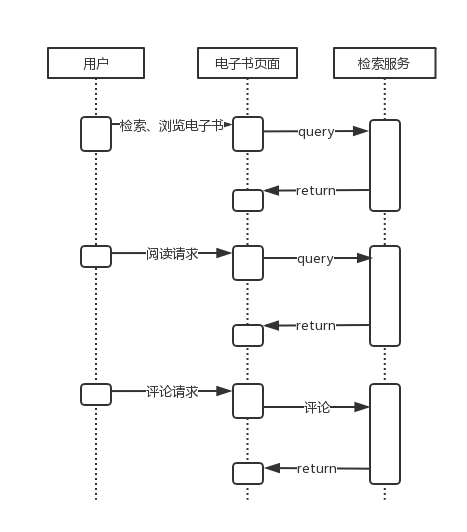 用户
电子书页面
检索服务
检索、浏览电子书
query
return
阅读请求
query
return
评论请求
评论
return